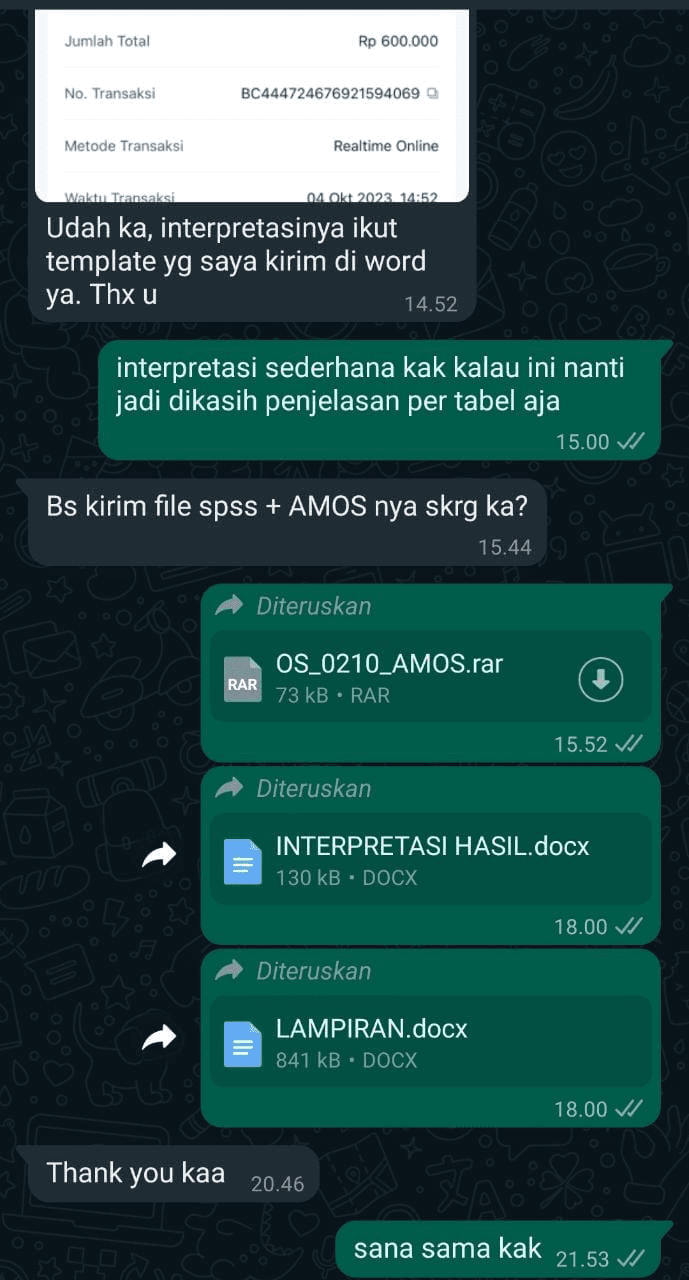 Jumlah Total Rp 600.000
No. Transaksi BC444724676921594069
Metode Transaksi Realtime Online
Waktu Transaksi 04 Okt 2023, 14:52
Udah ka, interpretasinya ikut
template yg saya kirim di word
ya. Thx u 14.52
interpretasi sederhana kak kalau ini nanti
jadi dikasih penjelasan per tabel aja
15.00
Bs kirim file spss + AMOS nya skrg ka?
15.44
Diteruskan
RAR
OS_0210_AMOS.rar
73 kB • RAR
15.52
Diteruskan
INTERPRETASI HASIL.docx
130 kB • DOCX
18.00
Diteruskan
LAMPIRAN.docx
841 kB • DOCX
18.00
Thank you kaa 20.46
sana sama kak 21.53